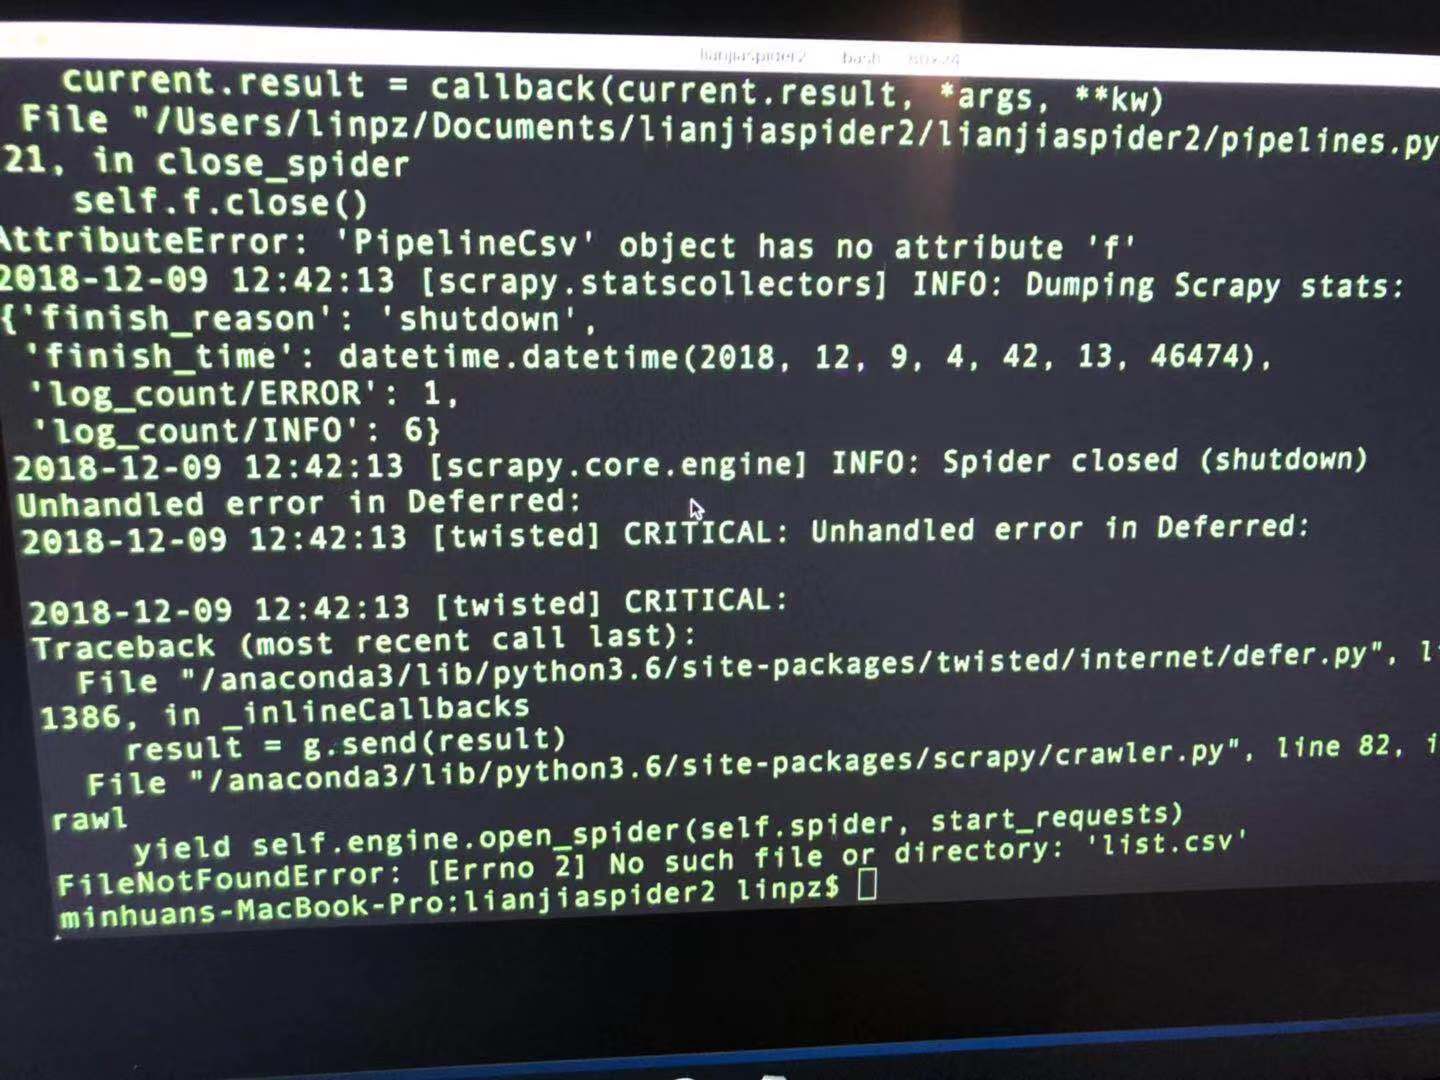 lianjiaspider2 — bash — 80×24
current.result = callback(current.result, *args, **kw)
File "/Users/linpz/Documents/lianjiaspider2/lianjiaspider2/pipelines.py
21, in close_spider
self.f.close()
AttributeError: 'PipelineCsv' object has no attribute 'f'
2018-12-09 12:42:13 [scrapy.statscollectors] INFO: Dumping Scrapy stats:
{'finish_reason': 'shutdown',
'finish_time': datetime.datetime(2018, 12, 9, 4, 42, 13, 46474),
'log_count/ERROR': 1,
'log_count/INFO': 6}
2018-12-09 12:42:13 [scrapy.core.engine] INFO: Spider closed (shutdown)
Unhandled error in Deferred:
2018-12-09 12:42:13 [twisted] CRITICAL: Unhandled error in Deferred:
2018-12-09 12:42:13 [twisted] CRITICAL:
Traceback (most recent call last):
File "/anaconda3/lib/python3.6/site-packages/twisted/internet/defer.py", l
1386, in _inlineCallbacks
result = g.send(result)
File "/anaconda3/lib/python3.6/site-packages/scrapy/crawler.py", line 82, i
rawl
yield self.engine.open_spider(self.spider, start_requests)
FileNotFoundError: [Errno 2] No such file or directory: 'list.csv'
minhuans-MacBook-Pro:lianjiaspider2 linpz$